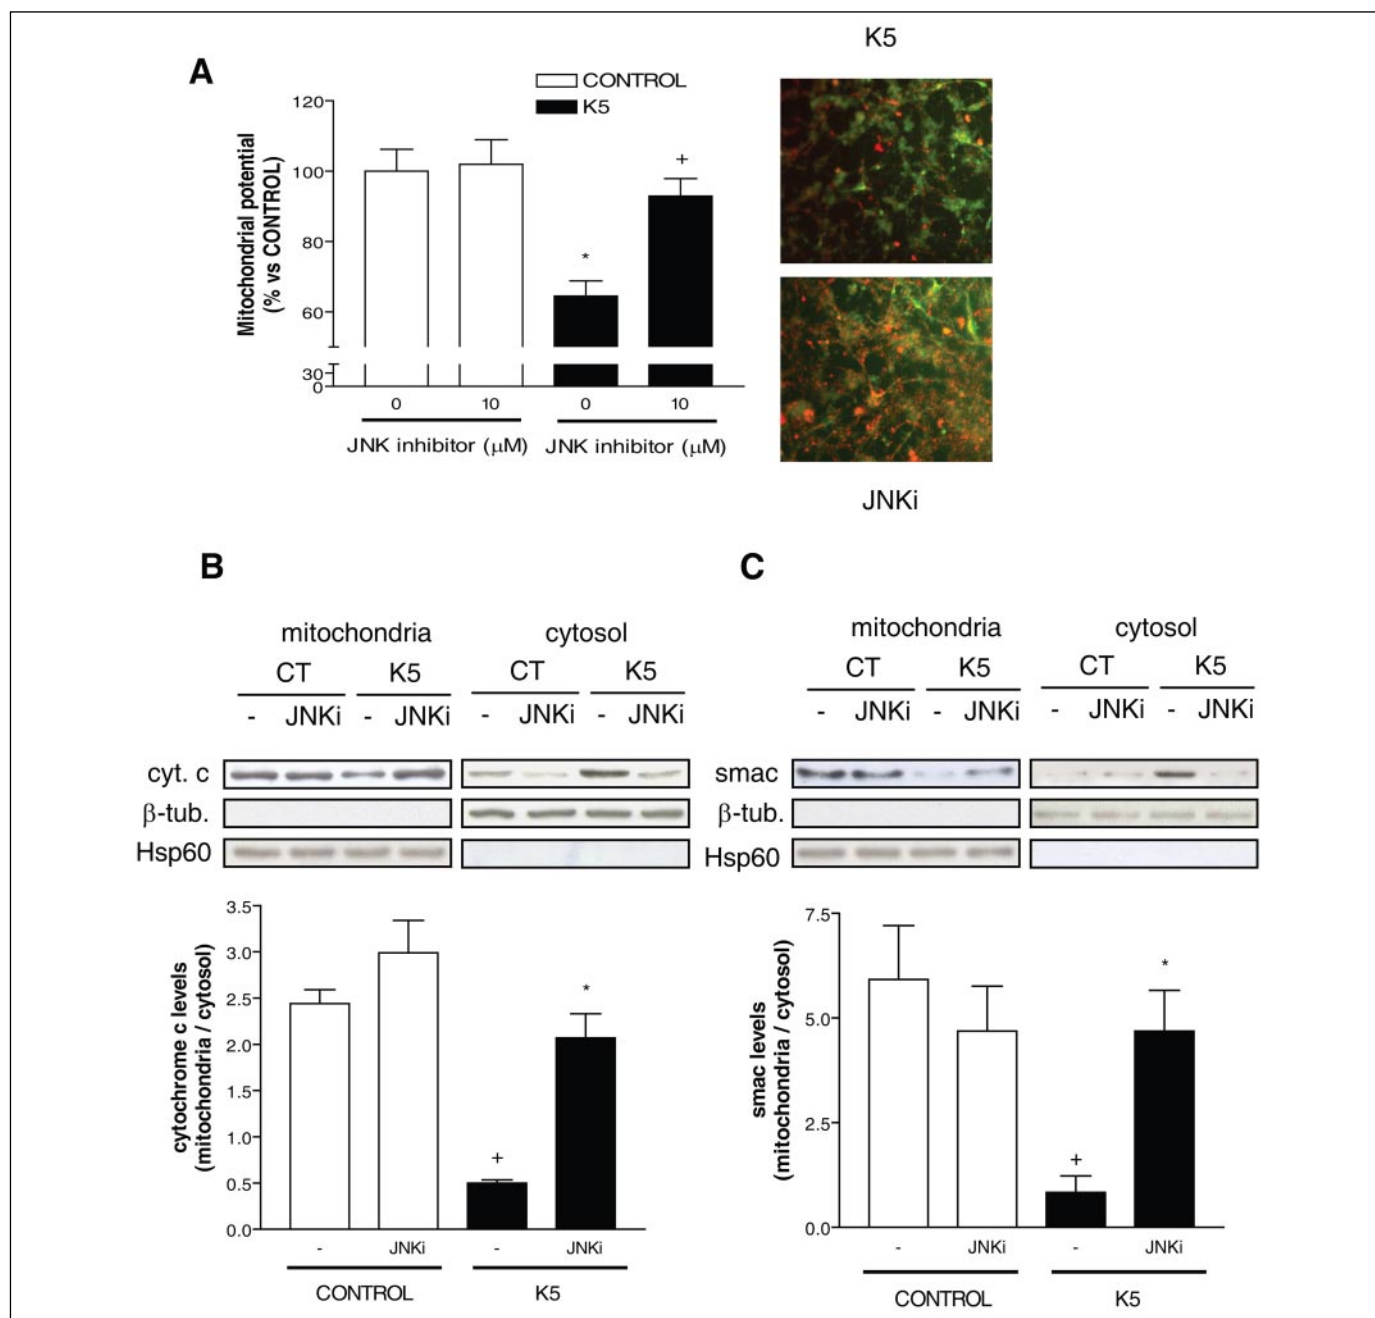 A
CONTROL
K5
Mitochondrial potential
(% vs CONTROL)
120
100
80
60
30
0
0 10 0 10
JNK inhibitor (μM) JNK inhibitor (μM)
*
+
K5
JNKi
B
mitochondria cytosol
CT K5 CT K5
- JNKi - JNKi - JNKi - JNKi
cyt. c
β-tub.
Hsp60
cytochrome c levels
(mitochondria / cytosol)
3.5
3.0
2.5
2.0
1.5
1.0
0.5
0.0
+
*
- JNKi - JNKi
CONTROL K5
C
mitochondria cytosol
CT K5 CT K5
- JNKi - JNKi - JNKi - JNKi
smac
β-tub.
Hsp60
smac levels
(mitochondria / cytosol)
7.5
5.0
2.5
0.0
+
*
- JNKi - JNKi
CONTROL K5